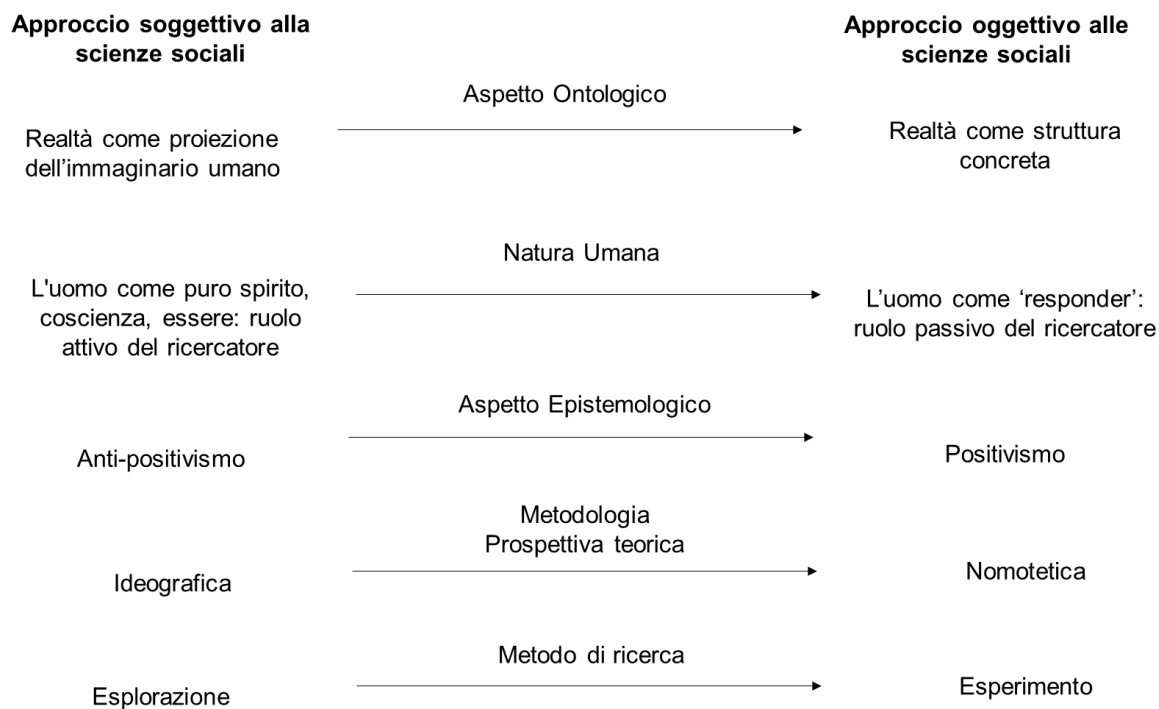 Approccio soggettivo alla
scienze sociali
Approccio oggettivo alle
scienze sociali
Aspetto Ontologico
Realtà come proiezione
dell'immaginario umano
Realtà come struttura
concreta
Natura Umana
L'uomo come puro spirito,
coscienza, essere: ruolo
attivo del ricercatore
L’uomo come ‘responder’:
ruolo passivo del ricercatore
Aspetto Epistemologico
Anti-positivismo
Positivismo
Metodologia
Prospettiva teorica
Ideografica
Nomotetica
Metodo di ricerca
Esplorazione
Esperimento